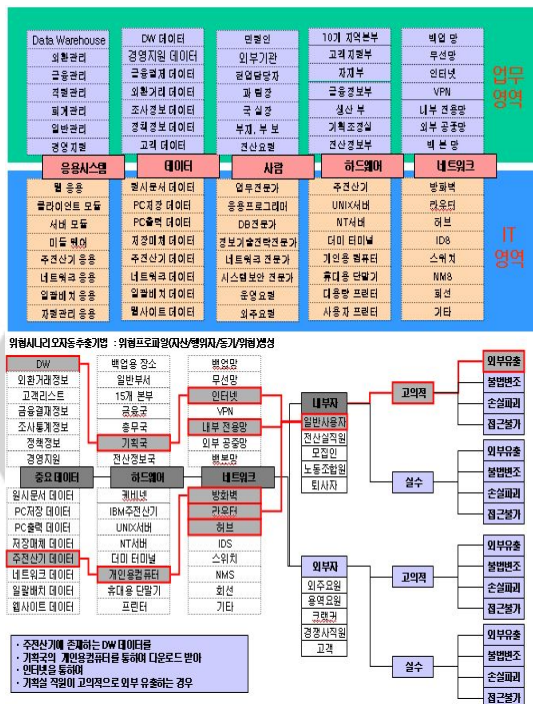 Data Warehouse
외환관리
금융관리
격렬관리
회계관리
일반관리
경영지원
DW 데이터
경영지원 데이터
금융결제 데이터
외환거래 데이터
조사정보 데이터
정책정보 데이터
고객 데이터
민원인
외부기관
현업담당자
과 팀장
국 실장
부재, 부 보
전산요원
10개 지역본부
고객지원부
자재부
금융정보부
생산 부
기획조정실
전산정보부
백업 망
무선망
인터넷
VPN
내부 전용망
외부 공중망
백 본 망
업무
영역
응용시스템
데이터
사람
하드웨어
네트워크
웹 응용
클라이언트 모듈
서버 모듈
미들 웨어
주전산기 응용
네트워크 응용
일괄배치 응용
자원관리 응용
임시문서 데이터
PC저장 데이터
PC출력 데이터
저장매체 데이터
주전산기 데이터
네트워크 데이터
일괄배치 데이터
웹사이트 데이터
업무전문가
응용프로그래머
DB전문가
정보기술전략전문가
네트워크 전문가
시스템보안 전문가
운영요원
외주요원
주전산기
UNIX서버
NT서버
더미 터미널
개인용 컴퓨터
휴대용 단말기
대용량 프린터
사용자 프린터
방화벽
라우터
허브
IDS
스위치
NMS
회선
기타
IT
영역
위험시나리오자동추출기법 : 위험프로파일(자산/행위자/동기/위험)생성
DW
외환거래정보
고객리스트
금융결재정보
조사통계정보
정책정보
경영지원
중요 데이터
일시문서 데이터
PC저장 데이터
PC출력 데이터
저장매체 데이터
주전산기 데이터
네트워크 데이터
일괄배치 데이터
웹사이트 데이터
백업용 장소
일반부서
15개 본부
금융국
총무국
기획국
전산정보국
하드웨어
캐비넷
IBM주전산기
UNIX서버
NT서버
더미 터미널
개인용컴퓨터
휴대용 단말기
프린터
백업망
무선망
인터넷
VPN
내부 전용망
외부 공중망
백본망
네트워크
방화벽
라우터
허브
IDS
스위치
NMS
회선
기타
내부자
일반사용자
전산실직원
모집인
노동조합원
퇴사자
외부자
외주요원
용역요원
크래커
경쟁사직원
고객
고의적
실수
고의적
실수
외부유출
불법변조
손실파괴
접근불가
외부유출
불법변조
손실파괴
접근불가
외부유출
불법변조
손실파괴
접근불가
외부유출
불법변조
손실파괴
접근불가
· 주전산기에 존재하는 DW 데이터를
· 기획국의 개인용컴퓨터를 통하여 다운로드 받아
· 인터넷을 통하여
· 기획실 직원이 고의적으로 외부 유출하는 경우